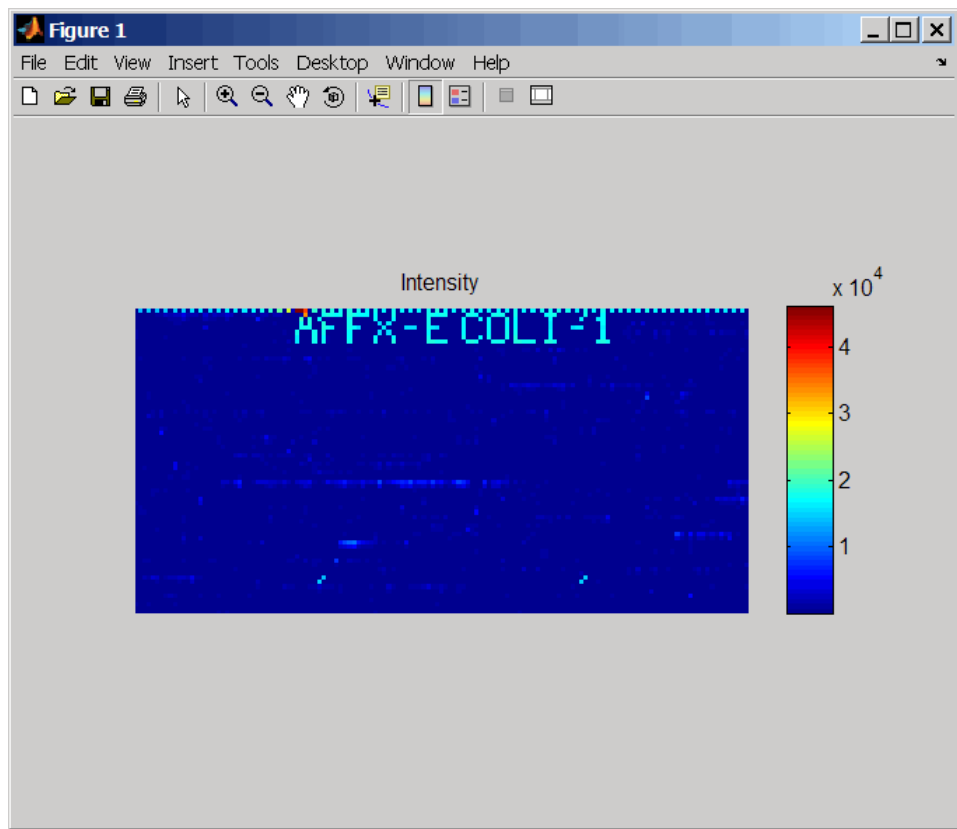 Figure 1
File Edit View Insert Tools Desktop Window Help
Intensity
x 10^4
AFFX-ECOLI-1
4
3
2
1